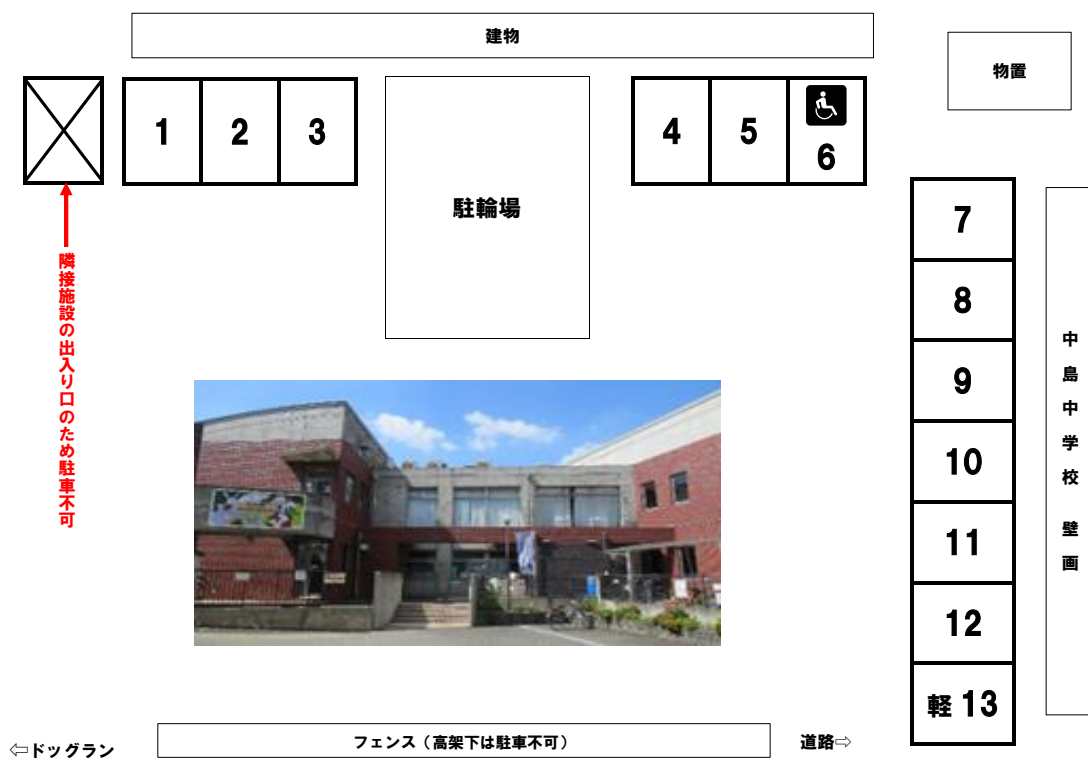 建物
物置
1
2
3
4
5
6
駐輪場
7
8
9
10
11
12
軽 13
隣接施設の出入り口のため駐車不可
中島中学校 壁画
⇦ドッグラン
フェンス（高架下は駐車不可）
道路⇨